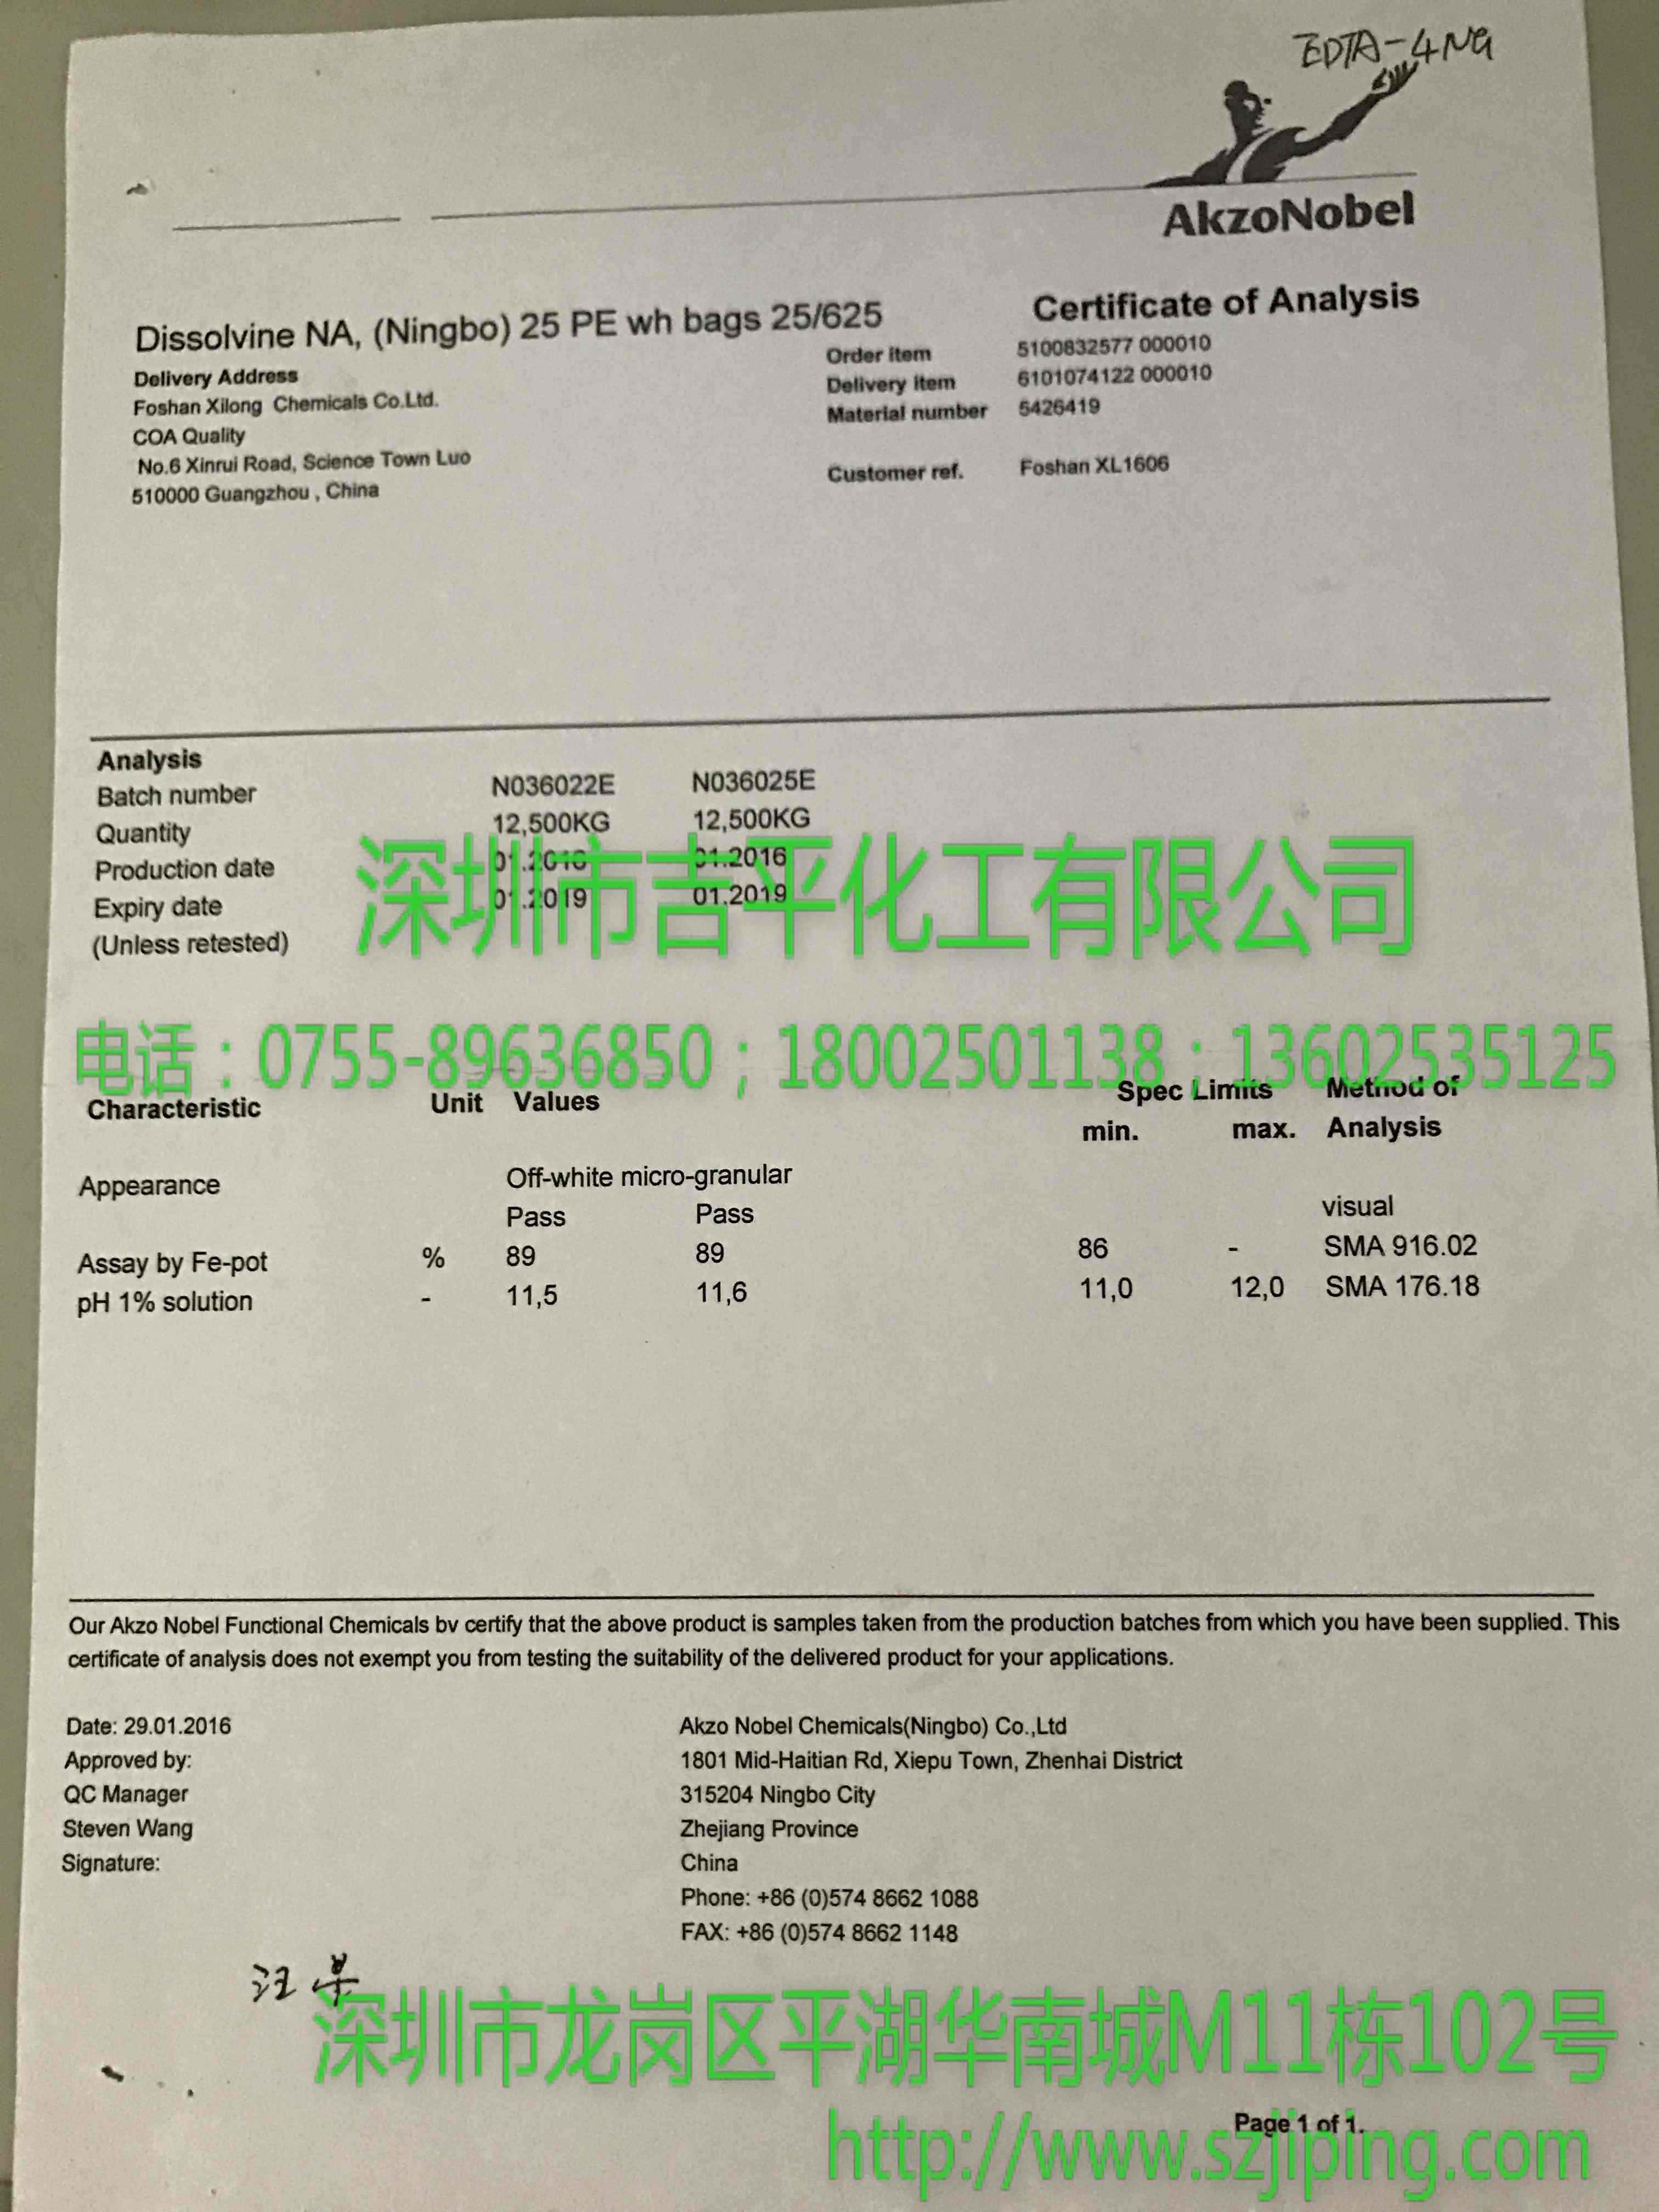 EDTA-4Na
AkzoNobel
Certificate of Analysis
Dissolvine NA, (Ningbo) 25 PE wh bags 25/625
Delivery Address
Foshan Xilong Chemicals Co.Ltd.
COA Quality
No.6 Xinrui Road, Science Town Luo
510000 Guangzhou , China
Order item 5100832577 000010
Delivery item 6101074122 000010
Material number 5426419
Customer ref. Foshan XL1606
Analysis
Batch number N036022E N036025E
Quantity 12,500KG 12,500KG
Production date 01.2016 01.2016
Expiry date 01.2019 01.2019
(Unless retested)
深圳市吉平化工有限公司
电话：0755-89636850；18002501138；13602535125
Characteristic Unit Values Spec Limits Method of
min. max. Analysis
Appearance Off-white micro-granular
Pass Pass visual
Assay by Fe-pot % 89 89 86 - SMA 916.02
pH 1% solution - 11,5 11,6 11,0 12,0 SMA 176.18
Our Akzo Nobel Functional Chemicals bv certify that the above product is samples taken from the production batches from which you have been supplied. This
certificate of analysis does not exempt you from testing the suitability of the delivered product for your applications.
Date: 29.01.2016
Approved by:
QC Manager
Steven Wang
Signature:
Akzo Nobel Chemicals(Ningbo) Co.,Ltd
1801 Mid-Haitian Rd, Xiepu Town, Zhenhai District
315204 Ningbo City
Zhejiang Province
China
Phone: +86 (0)574 8662 1088
FAX: +86 (0)574 8662 1148
深圳市龙岗区平湖华南城M11栋102号
Page 1 of 1.
http://www.szjiping.com